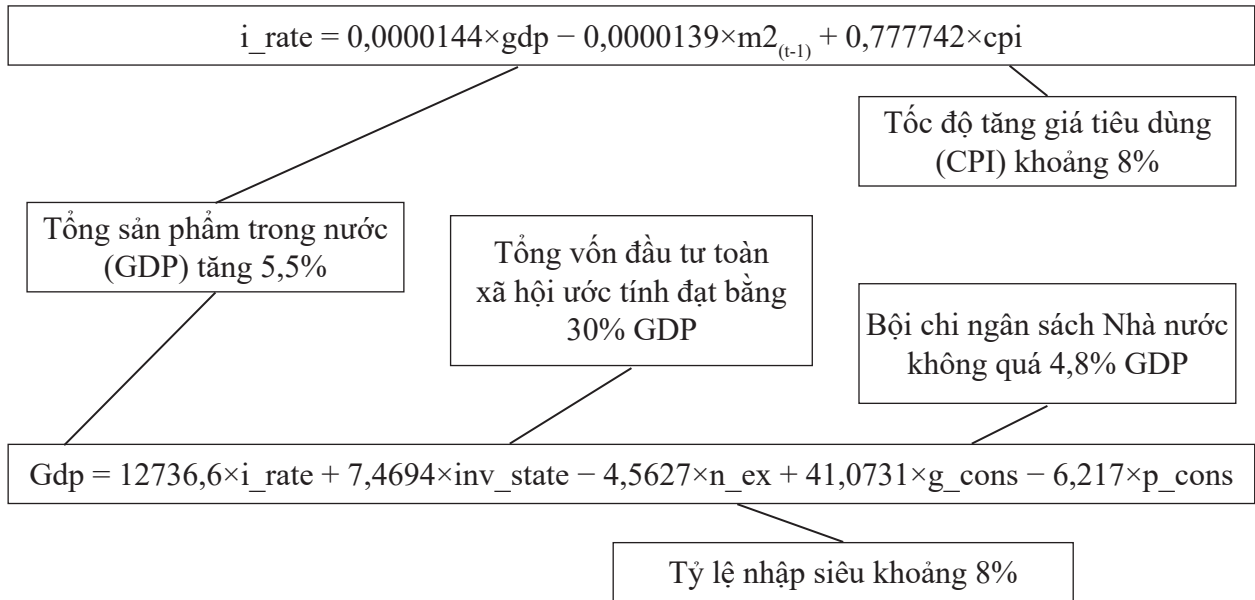 i_rate = 0,0000144×gdp − 0,0000139×m2(t-1) + 0,777742×cpi
Tốc độ tăng giá tiêu dùng
(CPI) khoảng 8%
Tổng sản phẩm trong nước
(GDP) tăng 5,5%
Tổng vốn đầu tư toàn
xã hội ước tính đạt bằng
30% GDP
Bội chi ngân sách Nhà nước
không quá 4,8% GDP
Gdp = 12736,6×i_rate + 7,4694×inv_state − 4,5627×n_ex + 41,0731×g_cons − 6,217×p_cons
Tỷ lệ nhập siêu khoảng 8%